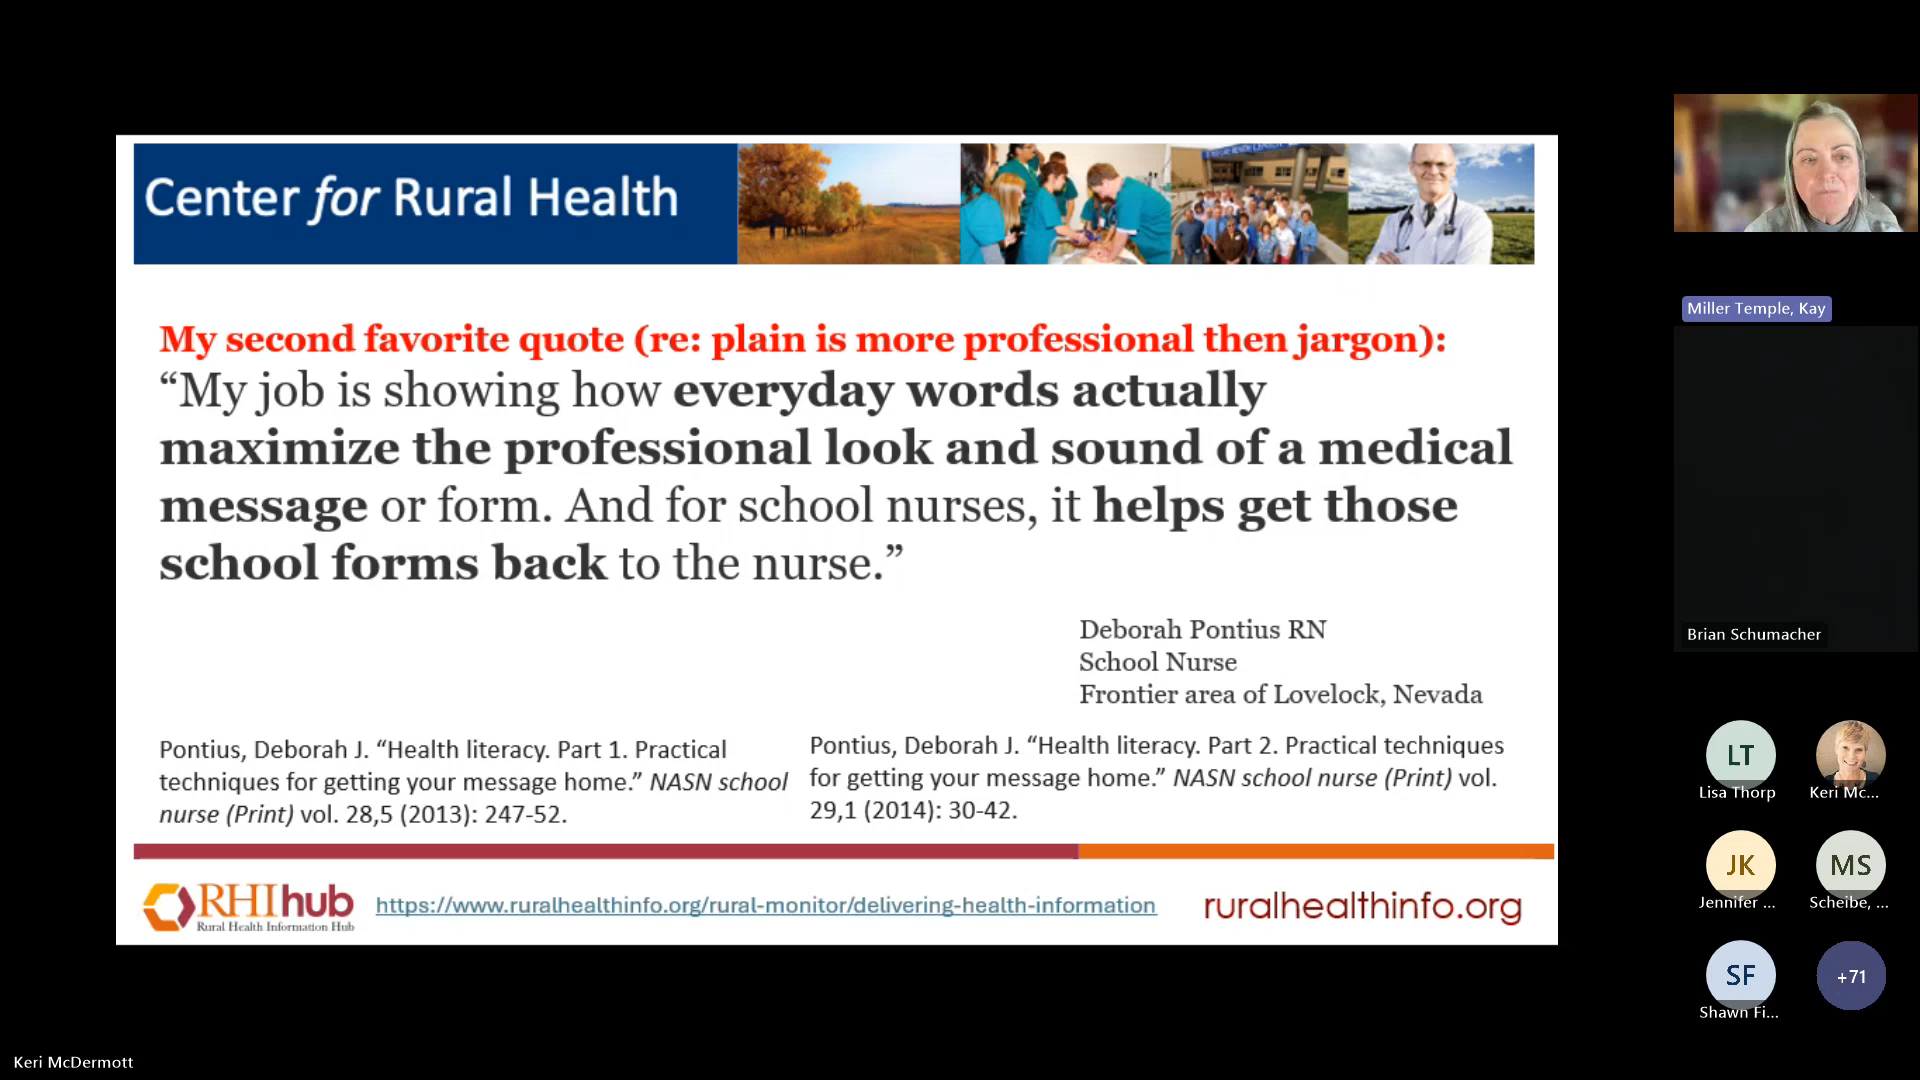 Center for Rural Health
My second favorite quote (re: plain is more professional then jargon):
“My job is showing how everyday words actually
maximize the professional look and sound of a medical
message or form. And for school nurses, it helps get those
school forms back to the nurse.”
Deborah Pontius RN
School Nurse
Frontier area of Lovelock, Nevada
Pontius, Deborah J. “Health literacy. Part 1. Practical
techniques for getting your message home.” NASN school
nurse (Print) vol. 28,5 (2013): 247-52.
Pontius, Deborah J. “Health literacy. Part 2. Practical techniques
for getting your message home.” NASN school nurse (Print) vol.
29,1 (2014): 30-42.
RHIhub
Rural Health Information Hub
https://www.ruralhealthinfo.org/rural-monitor/delivering-health-information
ruralhealthinfo.org
Miller Temple, Kay
Brian Schumacher
LT
Lisa Thorp
Keri Mc...
JK
Jennifer ...
MS
Scheibe, ...
SF
Shawn Fi...
+71
Keri McDermott